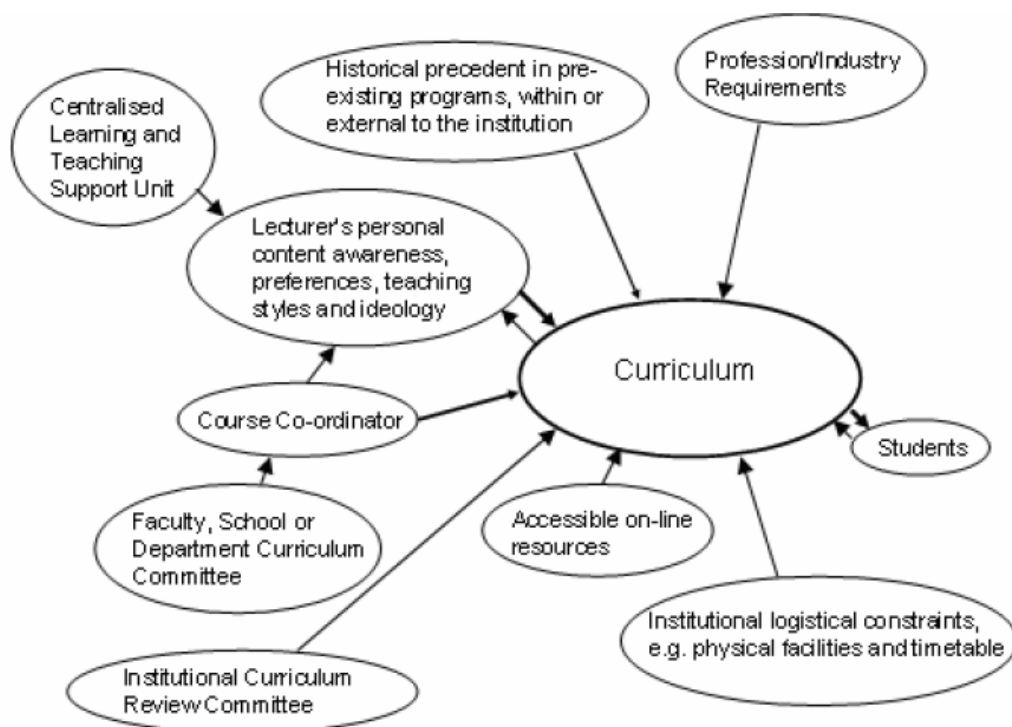 Historical precedent in pre-
existing programs, within or
external to the institution
Profession/Industry
Requirements
Centralised
Learning and
Teaching
Support Unit
Lecturer's personal
content awareness,
preferences, teaching
styles and ideology
Curriculum
Course Co-ordinator
Students
Faculty, School or
Department Curriculum
Committee
Accessible on-line
resources
Institutional logistical constraints,
e.g. physical facilities and timetable
Institutional Curriculum
Review Committee